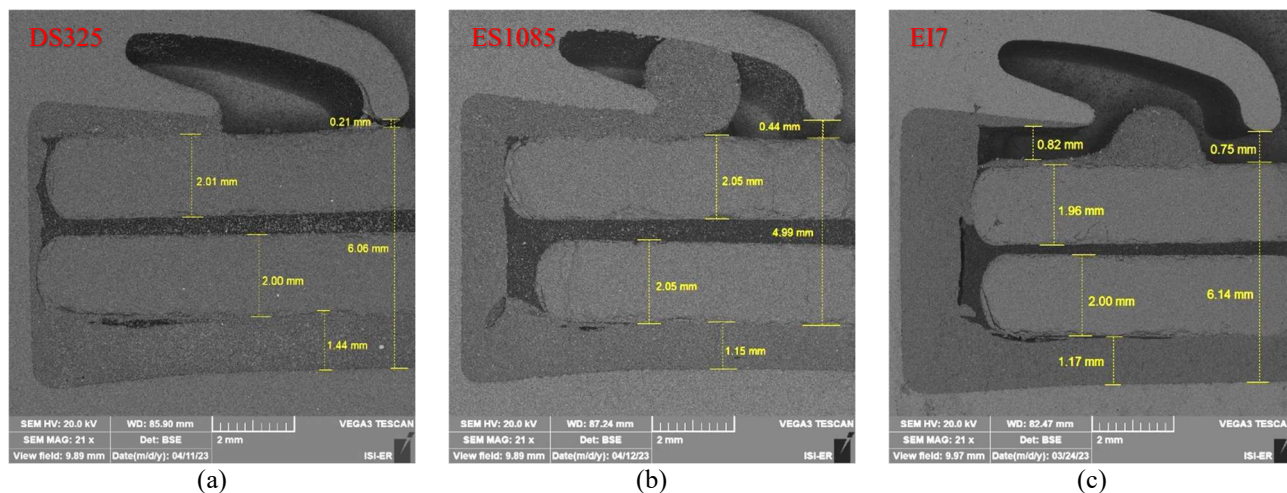 DS325
0.21 mm
2.01 mm
6.06 mm
2.00 mm
1.44 mm
SEM HV: 20.0 kV WD: 85.90 mm VEGA3 TESCAN
SEM MAG: 21 x Det: BSE 2 mm
View field: 9.89 mm Date(m/d/y): 04/11/23 ISI-ER
(a)
ES1085
0.44 mm
2.05 mm
4.99 mm
2.05 mm
1.15 mm
SEM HV: 20.0 kV WD: 87.24 mm VEGA3 TESCAN
SEM MAG: 21 x Det: BSE 2 mm
View field: 9.89 mm Date(m/d/y): 04/12/23 ISI-ER
(b)
EI7
0.82 mm
0.75 mm
1.96 mm
2.00 mm
6.14 mm
1.17 mm
SEM HV: 20.0 kV WD: 82.47 mm VEGA3 TESCAN
SEM MAG: 21 x Det: BSE 2 mm
View field: 9.97 mm Date(m/d/y): 03/24/23 ISI-ER
(c)